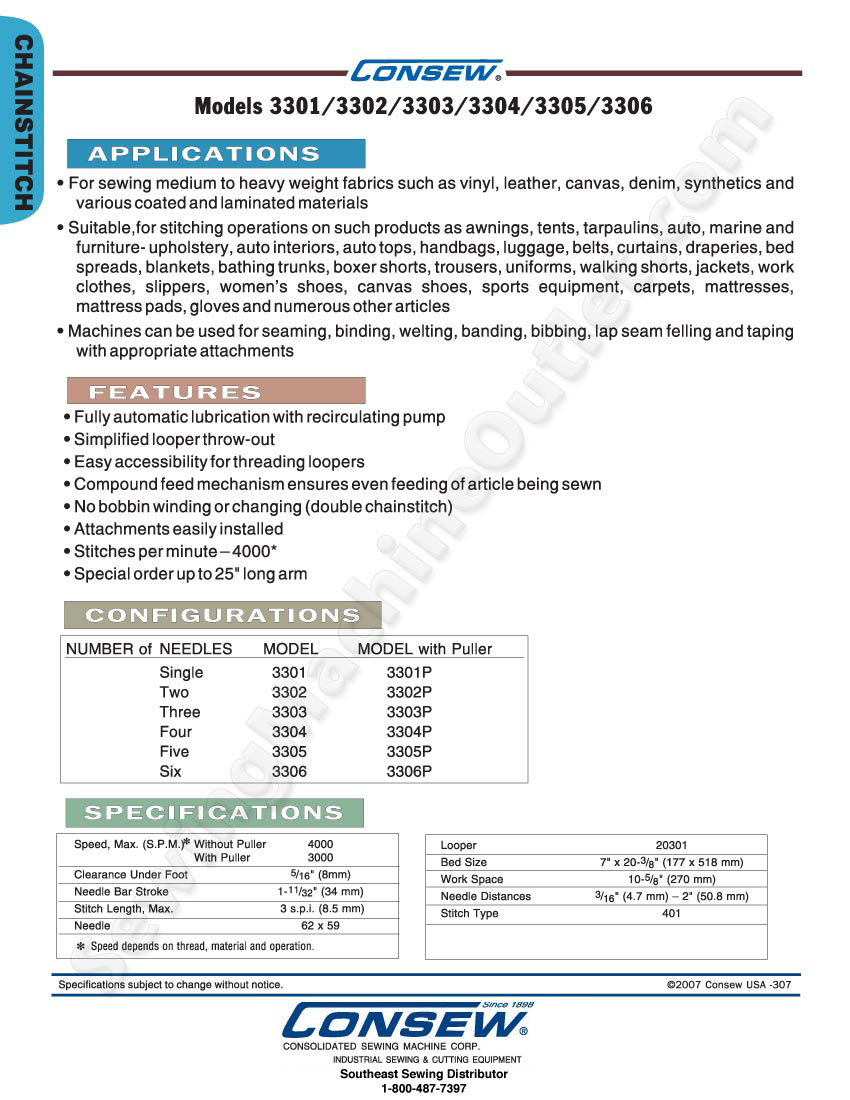 CHAINSTITCH
CONSEW®
Models 3301/3302/3303/3304/3305/3306
APPLICATIONS
• For sewing medium to heavy weight fabrics such as vinyl, leather, canvas, denim, synthetics and
various coated and laminated materials
• Suitable,for stitching operations on such products as awnings, tents, tarpaulins, auto, marine and
furniture- upholstery, auto interiors, auto tops, handbags, luggage, belts, curtains, draperies, bed
spreads, blankets, bathing trunks, boxer shorts, trousers, uniforms, walking shorts, jackets, work
clothes, slippers, women's shoes, canvas shoes, sports equipment, carpets, mattresses,
mattress pads, gloves and numerous other articles
• Machines can be used for seaming, binding, welting, banding, bibbing, lap seam felling and taping
with appropriate attachments
FEATURES
• Fully automatic lubrication with recirculating pump
• Simplified looper throw-out
• Easy accessibility for threading loopers
• Compound feed mechanism ensures even feeding of article being sewn
• No bobbin winding or changing (double chainstitch)
• Attachments easily installed
• Stitches per minute – 4000*
• Special order up to 25" long arm
CONFIGURATIONS
NUMBER of NEEDLES MODEL MODEL with Puller
Single 3301 3301P
Two 3302 3302P
Three 3303 3303P
Four 3304 3304P
Five 3305 3305P
Six 3306 3306P
SPECIFICATIONS
Speed, Max. (S.P.M.)* Without Puller 4000
With Puller 3000
Clearance Under Foot 5/16" (8mm)
Needle Bar Stroke 1-11/32" (34 mm)
Stitch Length, Max. 3 s.p.i. (8.5 mm)
Needle 62 x 59
* Speed depends on thread, material and operation.
Looper 20301
Bed Size 7" x 20-3/8" (177 x 518 mm)
Work Space 10-5/8" (270 mm)
Needle Distances 3/16" (4.7 mm) – 2" (50.8 mm)
Stitch Type 401
Specifications subject to change without notice. ©2007 Consew USA -307
Since 1898
CONSEW®
CONSOLIDATED SEWING MACHINE CORP.
INDUSTRIAL SEWING & CUTTING EQUIPMENT
Southeast Sewing Distributor
1-800-487-7397
SewingMachineOutlet.com